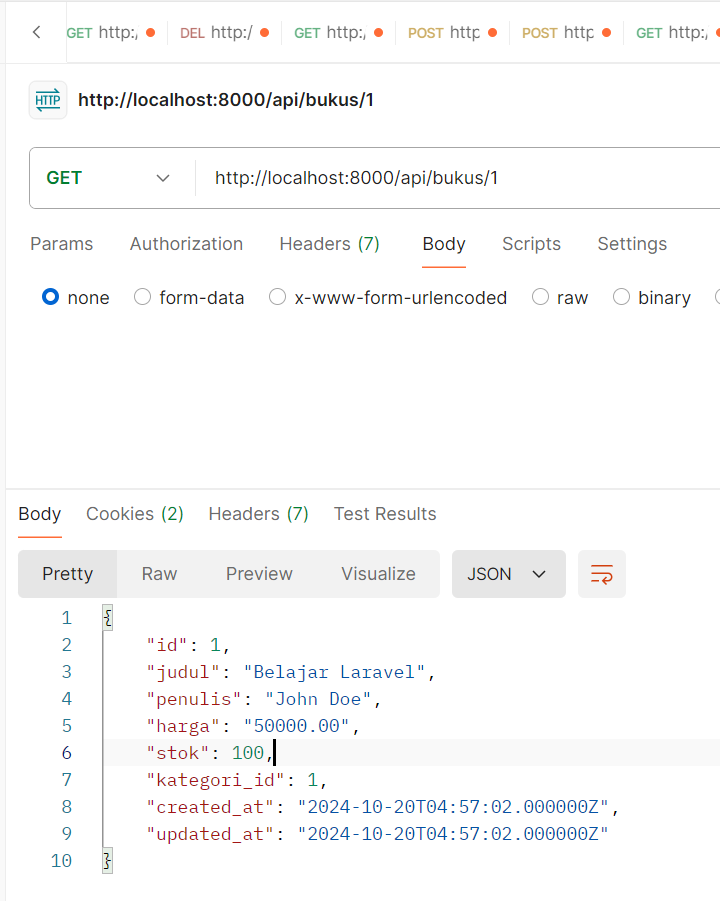 GET http:/ DEL http:/ GET http:/ POST http POST http GET http:/
HTTP http://localhost:8000/api/bukus/1
GET http://localhost:8000/api/bukus/1
Params Authorization Headers (7) Body Scripts Settings
none form-data x-www-form-urlencoded raw binary
Body Cookies (2) Headers (7) Test Results
Pretty Raw Preview Visualize JSON
1 {
2 "id": 1,
3 "judul": "Belajar Laravel",
4 "penulis": "John Doe",
5 "harga": "50000.00",
6 "stok": 100,
7 "kategori_id": 1,
8 "created_at": "2024-10-20T04:57:02.000000Z",
9 "updated_at": "2024-10-20T04:57:02.000000Z"
10 }